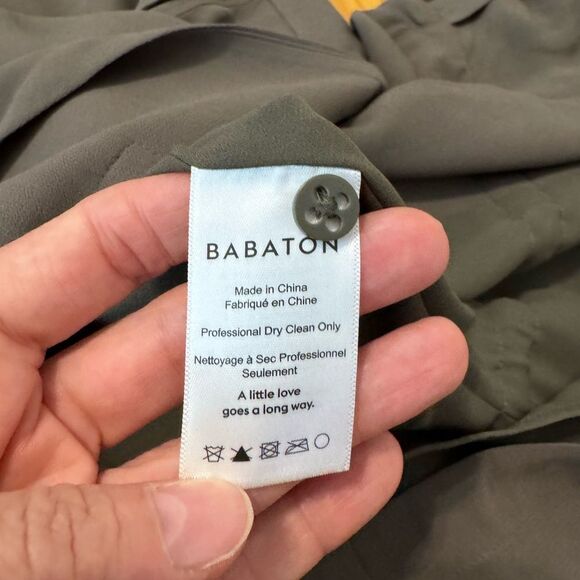 BABATON
Made in China
Fabriqué en Chine
Professional Dry Clean Only
Nettoyage à Sec Professionnel
Seulement
A little love
goes a long way.